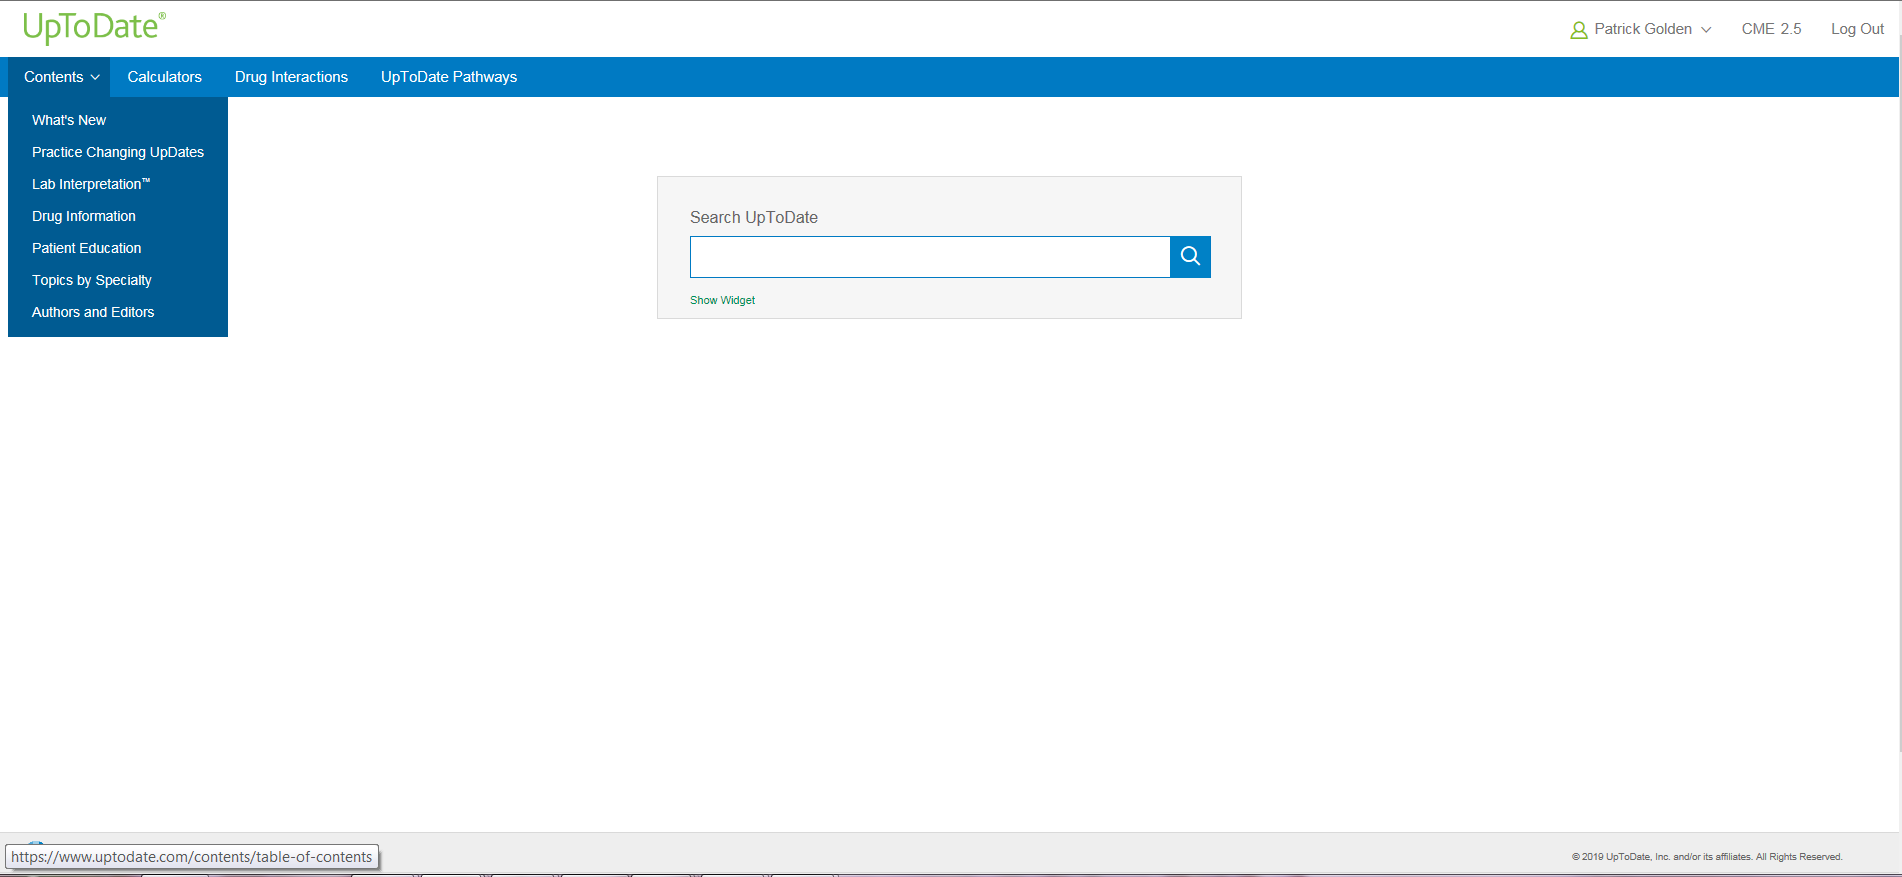 UpToDate®
Patrick Golden CME 2.5 Log Out
Contents Calculators Drug Interactions UpToDate Pathways
What's New
Practice Changing UpDates
Lab Interpretation™
Drug Information
Patient Education
Topics by Specialty
Authors and Editors
Search UpToDate
Show Widget
https://www.uptodate.com/contents/table-of-contents
© 2019 UpToDate, Inc. and/or its affiliates. All Rights Reserved.